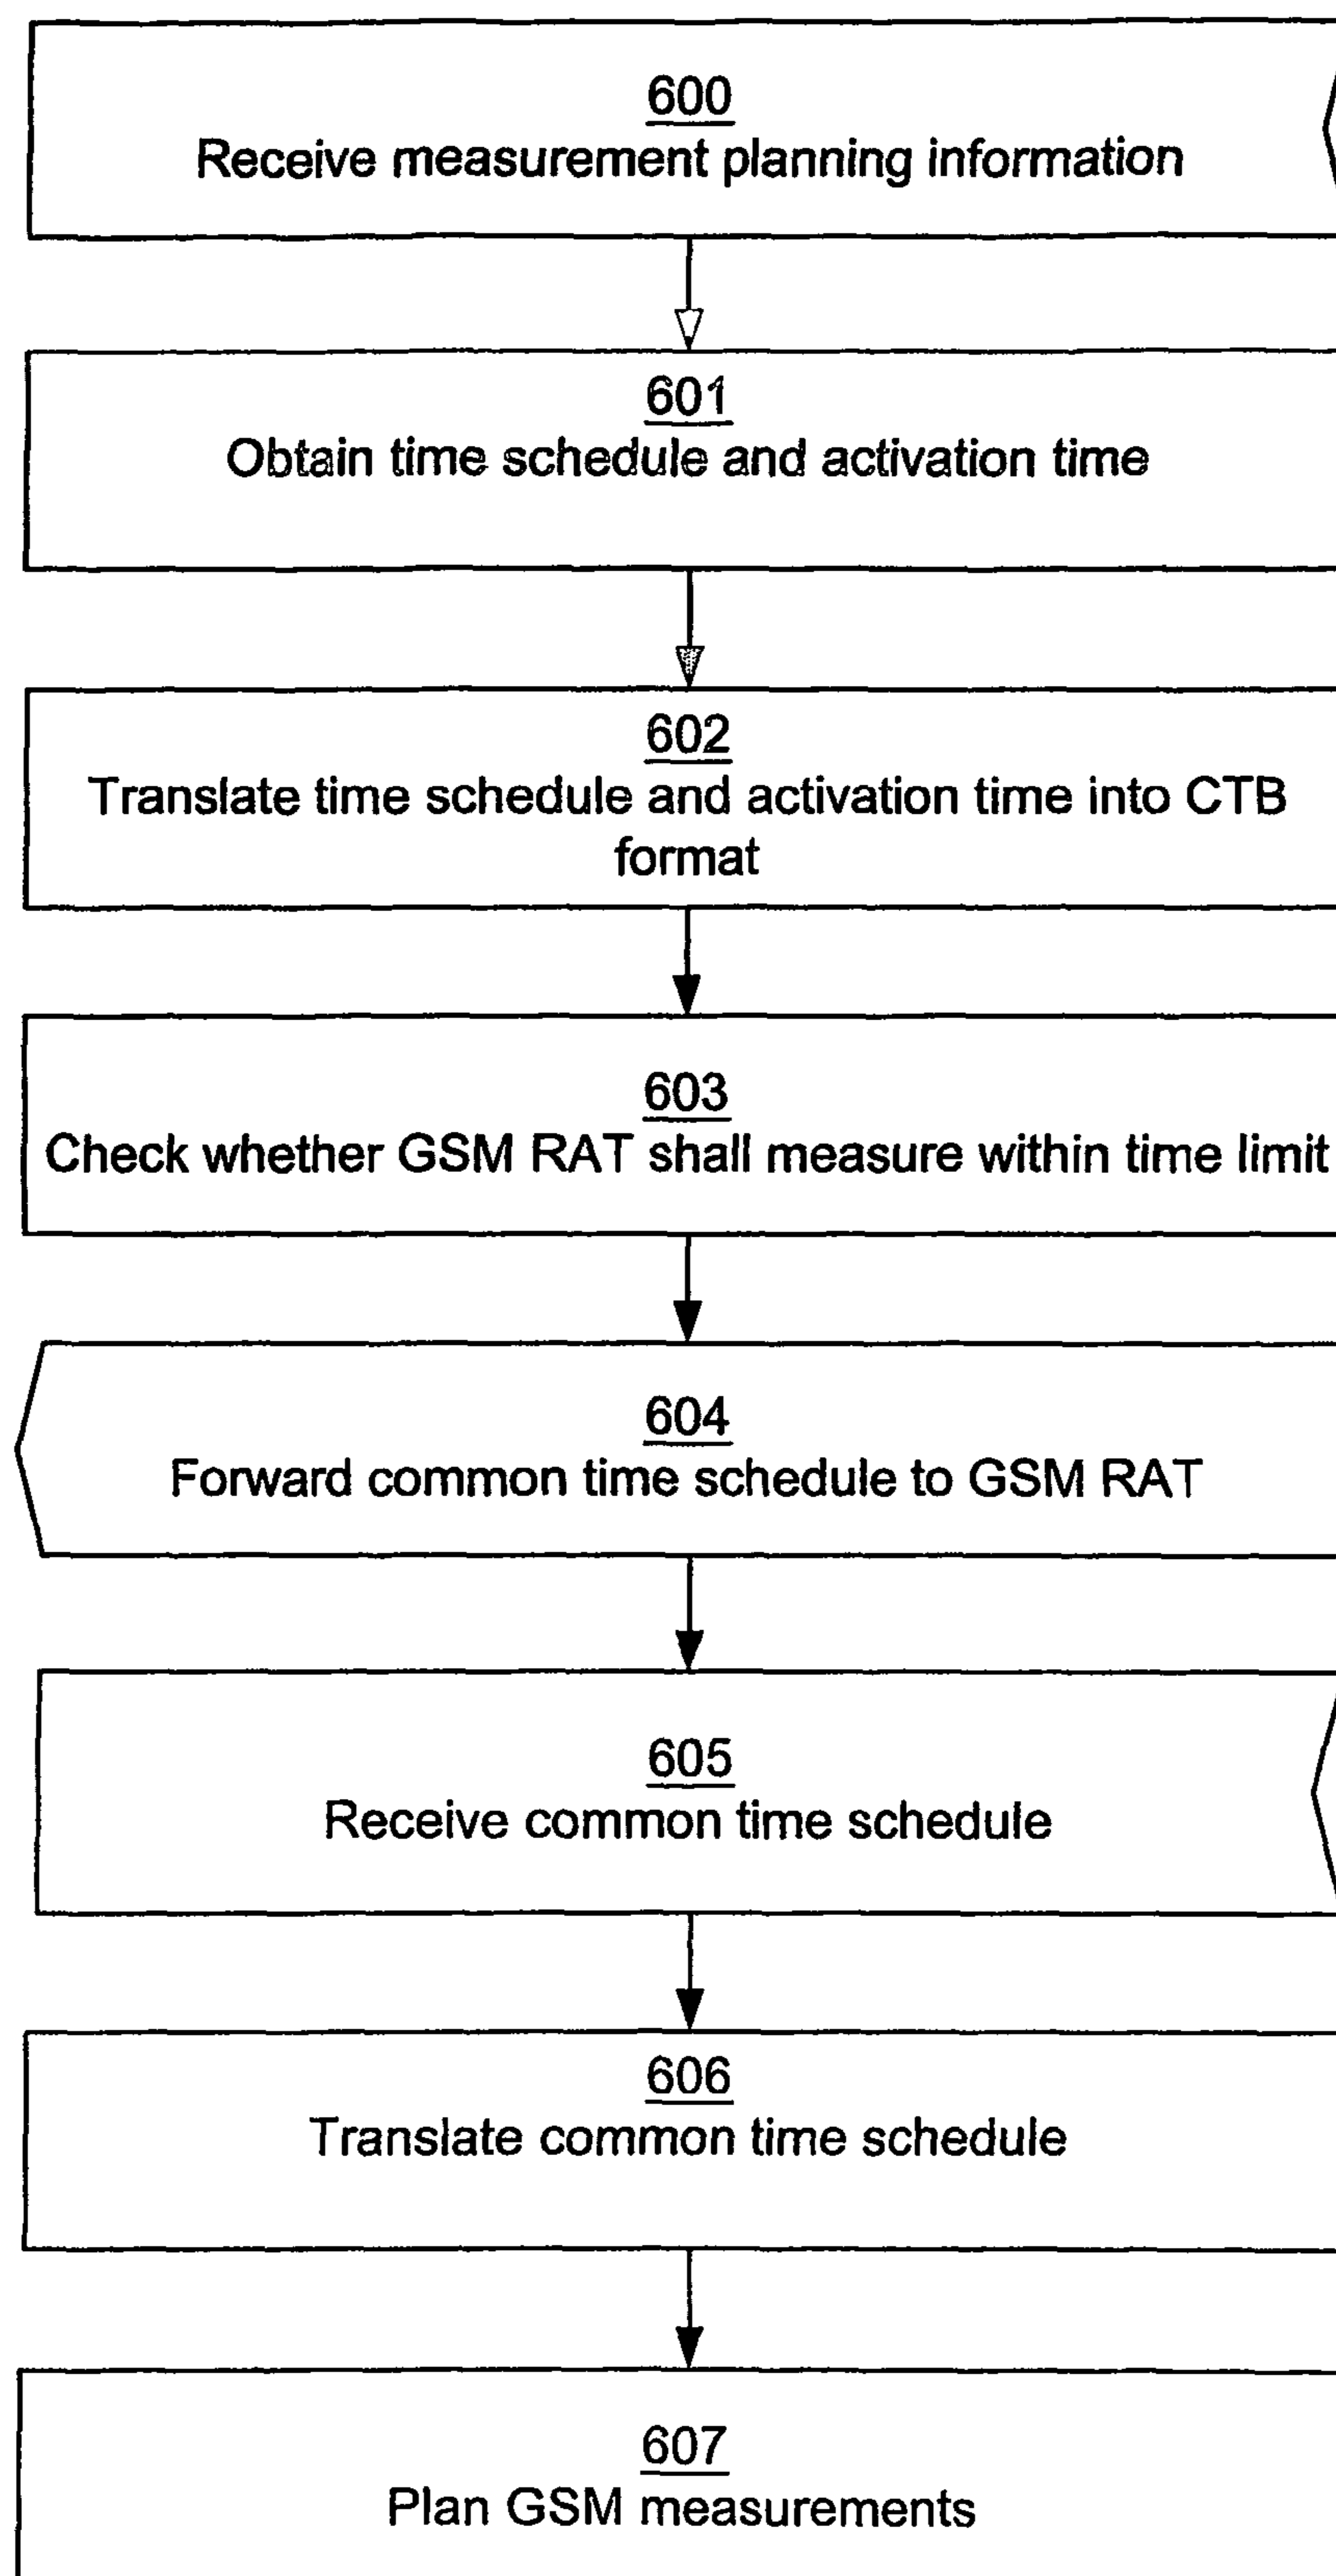 600
Receive measurement planning information
601
Obtain time schedule and activation time
602
Translate time schedule and activation time into CTB
format
603
Check whether GSM RAT shall measure within time limit
604
Forward common time schedule to GSM RAT
605
Receive common time schedule
606
Translate common time schedule
607
Plan GSM measurements